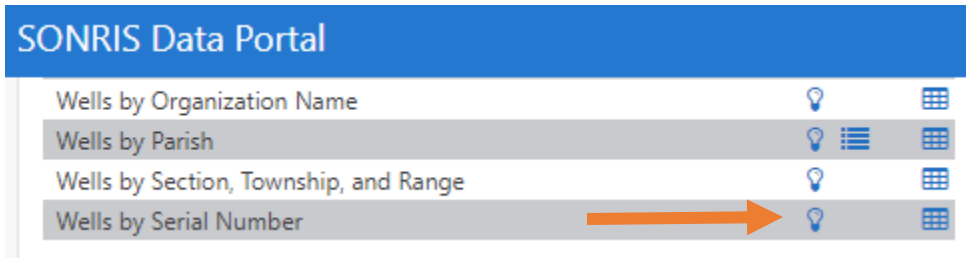 SONRIS Data Portal
Wells by Organization Name
Wells by Parish
Wells by Section, Township, and Range
Wells by Serial Number